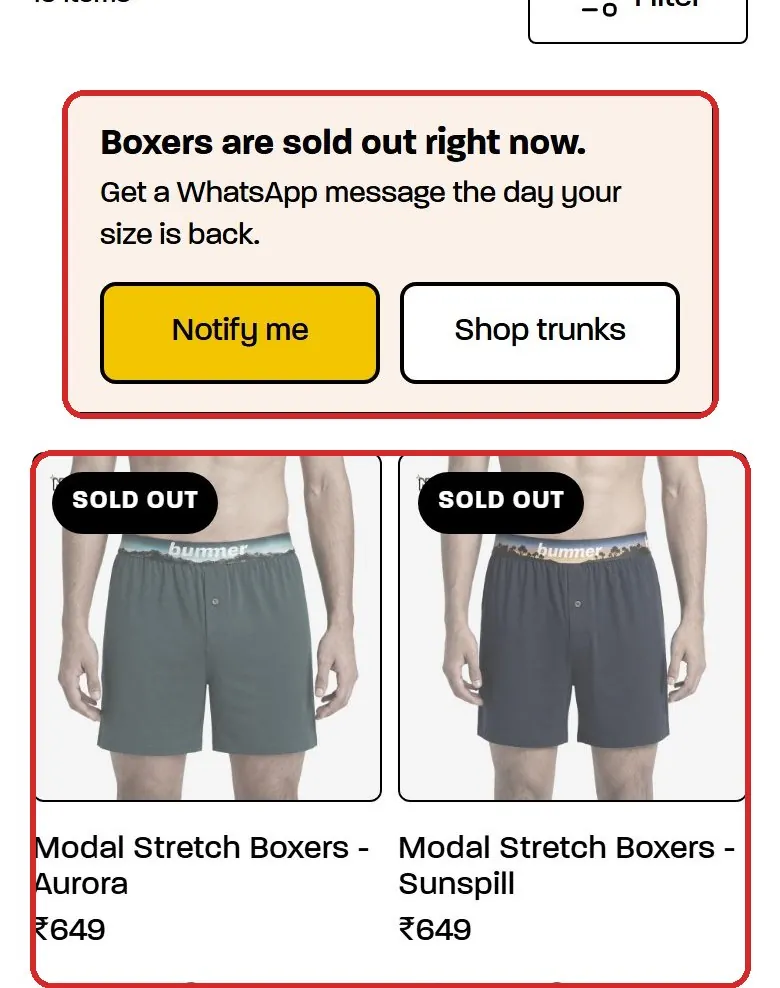 Boxers are sold out right now.
Get a WhatsApp message the day your
size is back.
Notify me
Shop trunks
SOLD OUT
SOLD OUT
bummer
bummer
Modal Stretch Boxers -
Aurora
₹649
Modal Stretch Boxers -
Sunspill
₹649